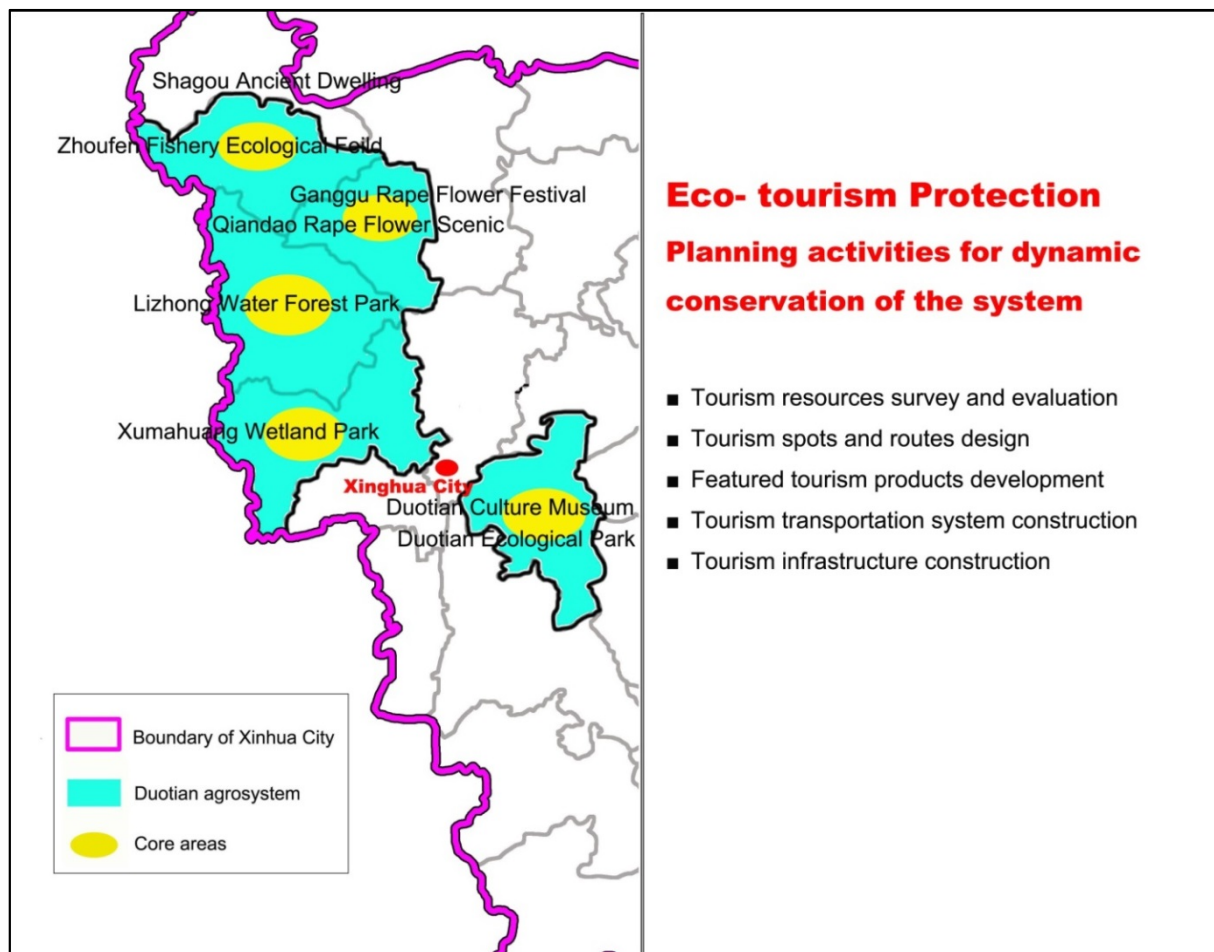 Shagou Ancient Dwelling
Zhoufen Fishery Ecological Feild
Ganggu Rape Flower Festival
Qiandao Rape Flower Scenic
Lizhong Water Forest Park
Xumahuang Wetland Park
Xinghua City
Duotian Culture Museum
Duotian Ecological Park
Boundary of Xinhua City
Duotian agrosystem
Core areas
Eco- tourism Protection
Planning activities for dynamic
conservation of the system
■ Tourism resources survey and evaluation
■ Tourism spots and routes design
■ Featured tourism products development
■ Tourism transportation system construction
■ Tourism infrastructure construction